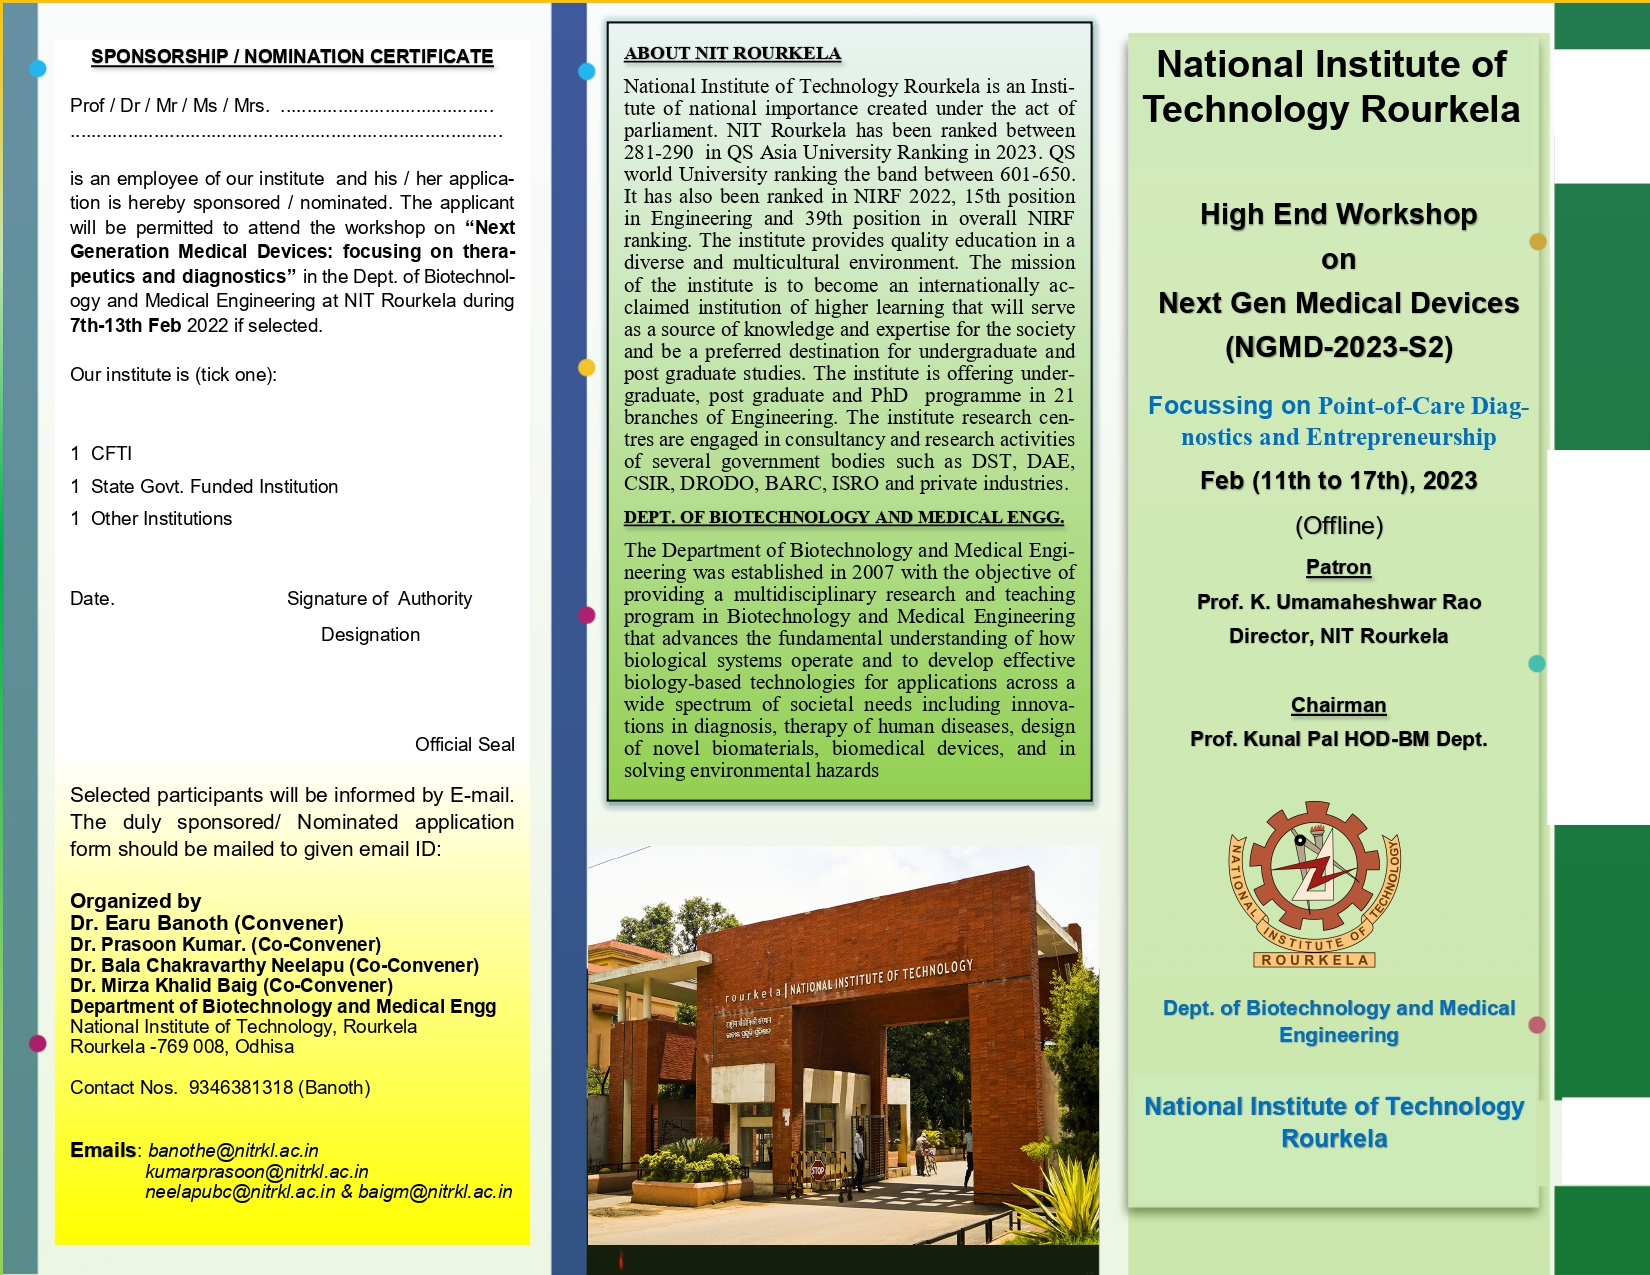 SPONSORSHIP / NOMINATION CERTIFICATE
Prof / Dr / Mr / Ms / Mrs. .........................................
...................................................................................
is an employee of our institute and his / her applica-
tion is hereby sponsored / nominated. The applicant
will be permitted to attend the workshop on “Next
Generation Medical Devices: focusing on thera-
peutics and diagnostics” in the Dept. of Biotechnol-
ogy and Medical Engineering at NIT Rourkela during
7th-13th Feb 2022 if selected.
Our institute is (tick one):
1 CFTI
1 State Govt. Funded Institution
1 Other Institutions
Date. Signature of Authority
Designation
Official Seal
Selected participants will be informed by E-mail.
The duly sponsored/ Nominated application
form should be mailed to given email ID:
Organized by
Dr. Earu Banoth (Convener)
Dr. Prasoon Kumar. (Co-Convener)
Dr. Bala Chakravarthy Neelapu (Co-Convener)
Dr. Mirza Khalid Baig (Co-Convener)
Department of Biotechnology and Medical Engg
National Institute of Technology, Rourkela
Rourkela -769 008, Odhisa
Contact Nos. 9346381318 (Banoth)
Emails: banothe@nitrkl.ac.in
kumarprasoon@nitrkl.ac.in
neelapubc@nitrkl.ac.in & baigm@nitrkl.ac.in
ABOUT NIT ROURKELA
National Institute of Technology Rourkela is an Insti-
tute of national importance created under the act of
parliament. NIT Rourkela has been ranked between
281-290 in QS Asia University Ranking in 2023. QS
world University ranking the band between 601-650.
It has also been ranked in NIRF 2022, 15th position
in Engineering and 39th position in overall NIRF
ranking. The institute provides quality education in a
diverse and multicultural environment. The mission
of the institute is to become an internationally ac-
claimed institution of higher learning that will serve
as a source of knowledge and expertise for the society
and be a preferred destination for undergraduate and
post graduate studies. The institute is offering under-
graduate, post graduate and PhD programme in 21
branches of Engineering. The institute research cen-
tres are engaged in consultancy and research activities
of several government bodies such as DST, DAE,
CSIR, DRODO, BARC, ISRO and private industries.
DEPT. OF BIOTECHNOLOGY AND MEDICAL ENGG.
The Department of Biotechnology and Medical Engi-
neering was established in 2007 with the objective of
providing a multidisciplinary research and teaching
program in Biotechnology and Medical Engineering
that advances the fundamental understanding of how
biological systems operate and to develop effective
biology-based technologies for applications across a
wide spectrum of societal needs including innova-
tions in diagnosis, therapy of human diseases, design
of novel biomaterials, biomedical devices, and in
solving environmental hazards
rourkela | NATIONAL INSTITUTE OF TECHNOLOGY
STOP
National Institute of
Technology Rourkela
High End Workshop
on
Next Gen Medical Devices
(NGMD-2023-S2)
Focussing on Point-of-Care Diag-
nostics and Entrepreneurship
Feb (11th to 17th), 2023
(Offline)
Patron
Prof. K. Umamaheshwar Rao
Director, NIT Rourkela
Chairman
Prof. Kunal Pal HOD-BM Dept.
NATIONAL INSTITUTE OF TECHNOLOGY
ROURKELA
Dept. of Biotechnology and Medical
Engineering
National Institute of Technology
Rourkela